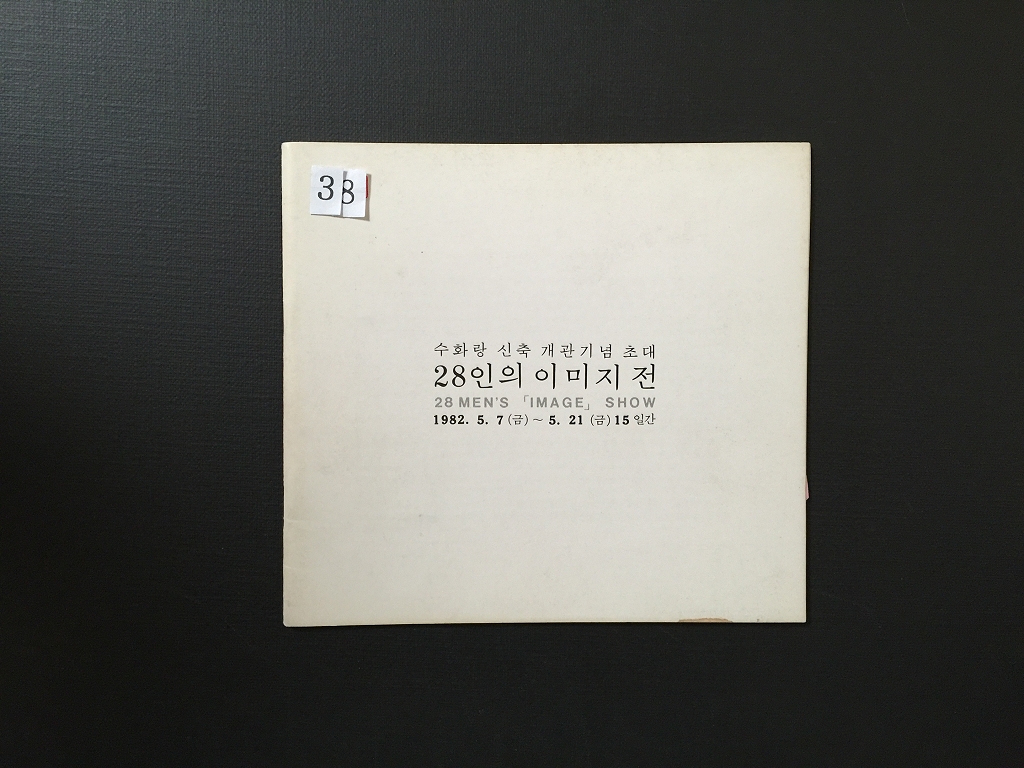 38
수화랑 신축 개관기념 초대
28인의 이미지 전
28 MEN'S 「IMAGE」 SHOW
1982. 5. 7 (금) ~ 5. 21 (금) 15 일간